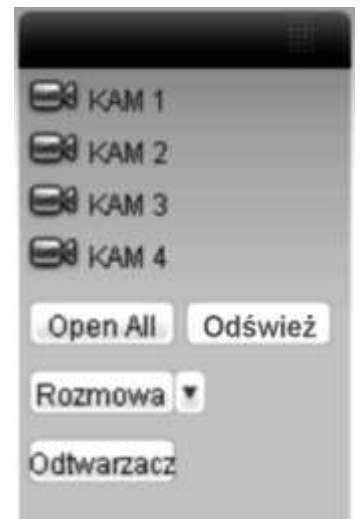 KAM 1
KAM 2
KAM 3
KAM 4
Open All Odśwież
Rozmowa
Odtwarzacz